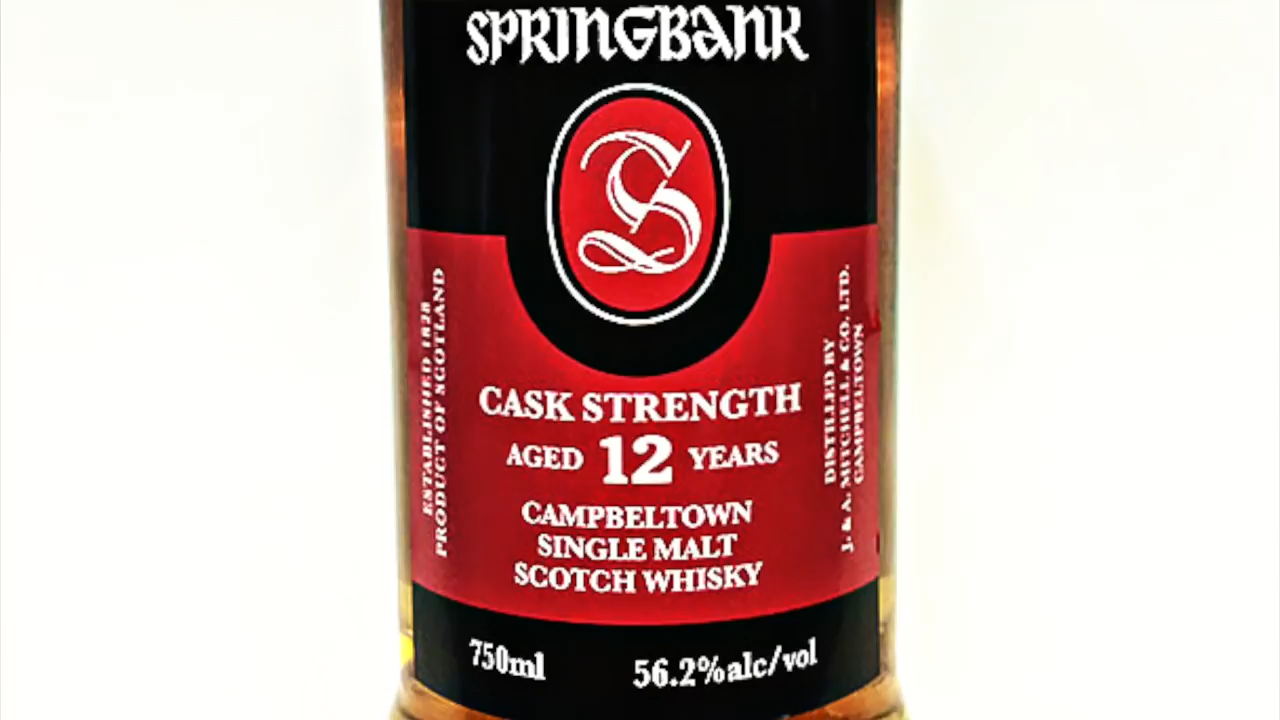 SPRINGBANK
S
ESTABLISHED 1828
PRODUCT OF SCOTLAND
CASK STRENGTH
AGED 12 YEARS
CAMPBELTOWN
SINGLE MALT
SCOTCH WHISKY
DISTILLED BY
J. & A. MITCHELL & CO. LTD.
CAMPBELTOWN
750ml
56.2%alc/vol